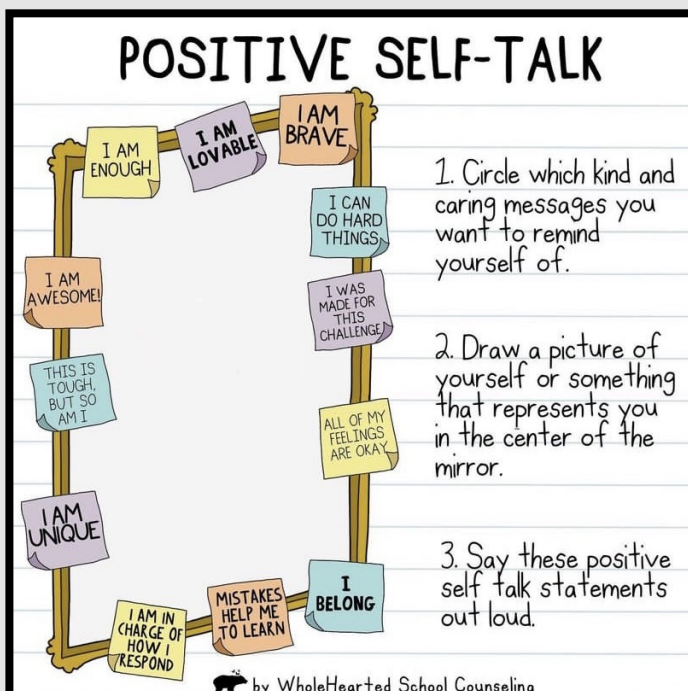 POSITIVE SELF-TALK
I AM
ENOUGH
I AM
LOVABLE
I AM
BRAVE
I CAN
DO HARD
THINGS
I WAS
MADE FOR
THIS
CHALLENGE
ALL OF MY
FEELINGS
ARE OKAY
I
BELONG
MISTAKES
HELP ME
TO LEARN
I AM IN
CHARGE OF
HOW I
RESPOND
I AM
UNIQUE
THIS IS
TOUGH,
BUT SO
AM I
I AM
AWESOME!
1. Circle which kind and
caring messages you
want to remind
yourself of.
2. Draw a picture of
yourself or something
that represents you
in the center of the
mirror.
3. Say these positive
self talk statements
out loud.
by WholeHearted School Counseling